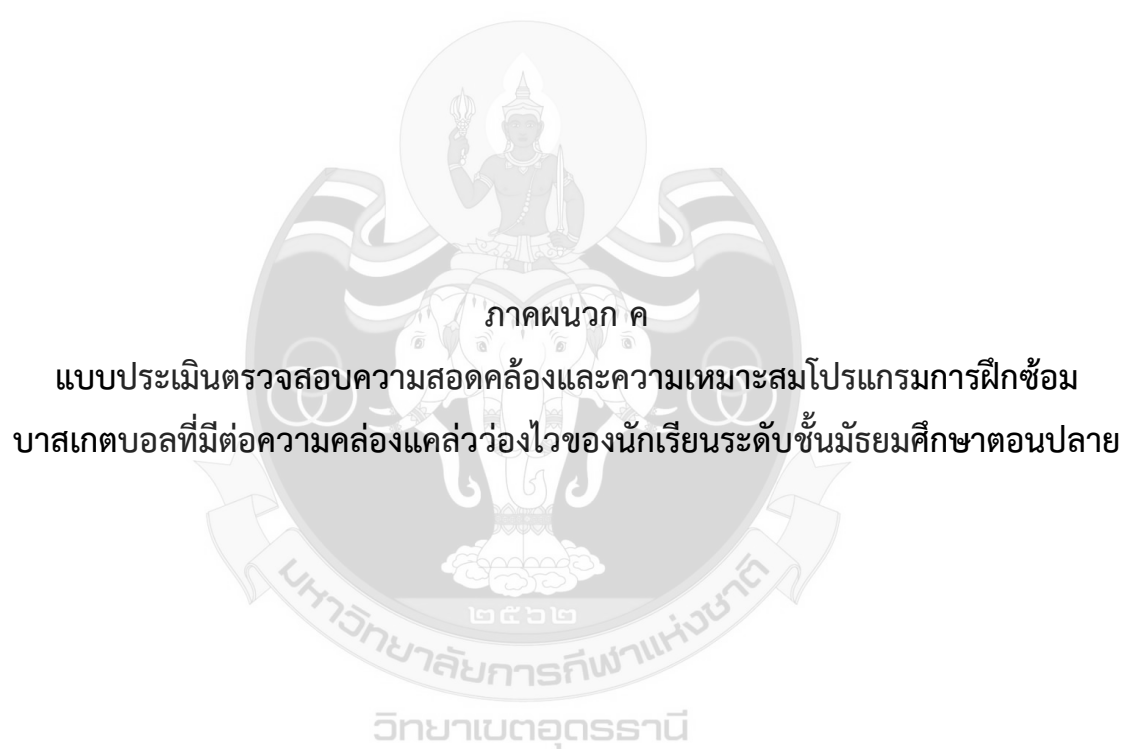 ภาคผนวก ค
แบบประเมินตรวจสอบความสอดคล้องและความเหมาะสมโปรแกรมการฝึกซ้อม
บาสเกตบอลที่มีต่อความคล่องแคล่วว่องไวของนักเรียนระดับชั้นมัธยมศึกษาตอนปลาย
๒๕๖๒
มหาวิทยาลัยการกีฬาแห่งชาติ
วิทยาเขตอุดรธานี